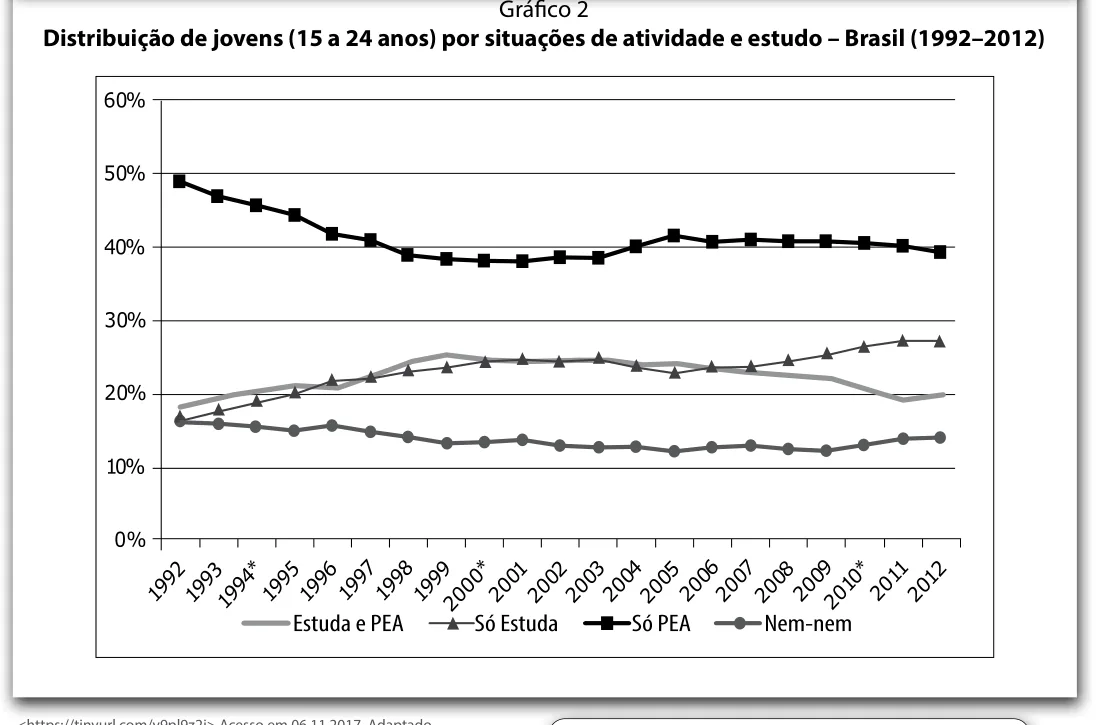 Gráfico 2
Distribuição de jovens (15 a 24 anos) por situações de atividade e estudo – Brasil (1992–2012)
60%
50%
40%
30%
20%
10%
0%
1992 1993 1994* 1995 1996 1997 1998 1999 2000* 2001 2002 2003 2004 2005 2006 2007 2008 2009 2010* 2011 2012
Estuda e PEA Só Estuda Só PEA Nem-nem
Acesso em 06.11.2017. Adaptado